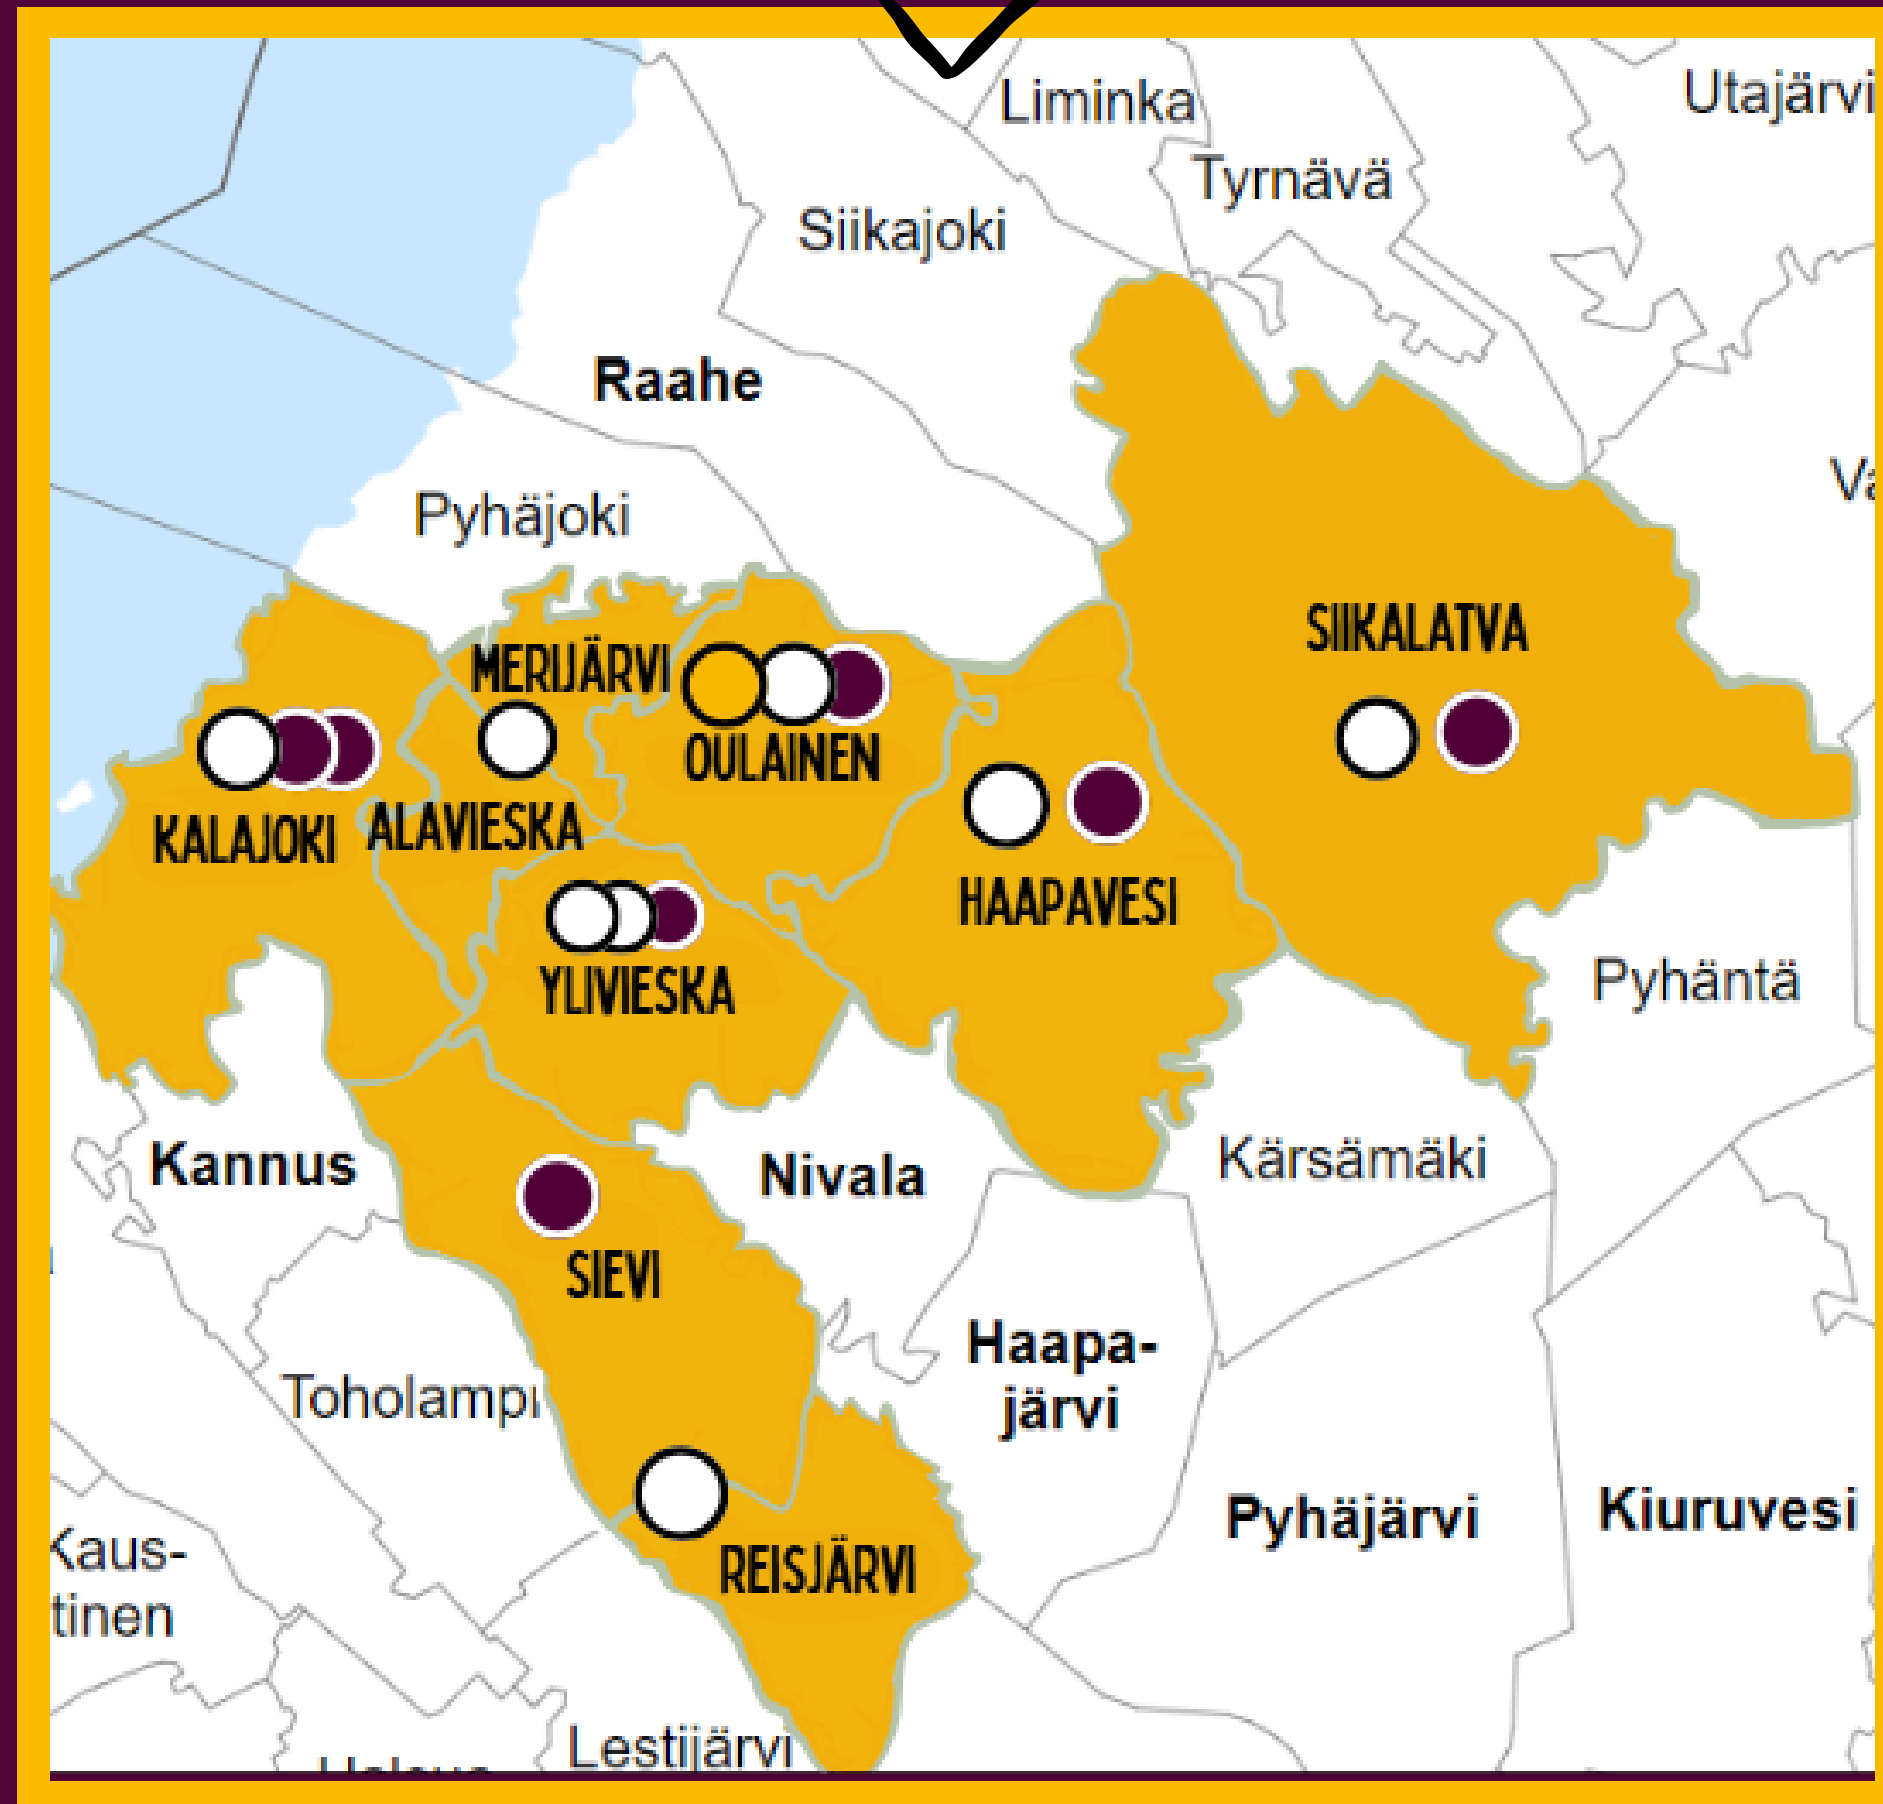 Liminka
Utajärvi
Tyrnävä
Siikajoki
Raahe
Pyhäjoki
SIIKALATVA
MERIJÄRVI
OULAINEN
KALAJOKI
ALAVIESKA
HAAPAVESI
YLIVIESKA
Pyhäntä
Kannus
Nivala
Kärsämäki
SIEVI
Haapa-
järvi
Toholampi
Pyhäjärvi
Kiuruvesi
Kaus-
tinen
REISJÄRVI
Lestijärvi